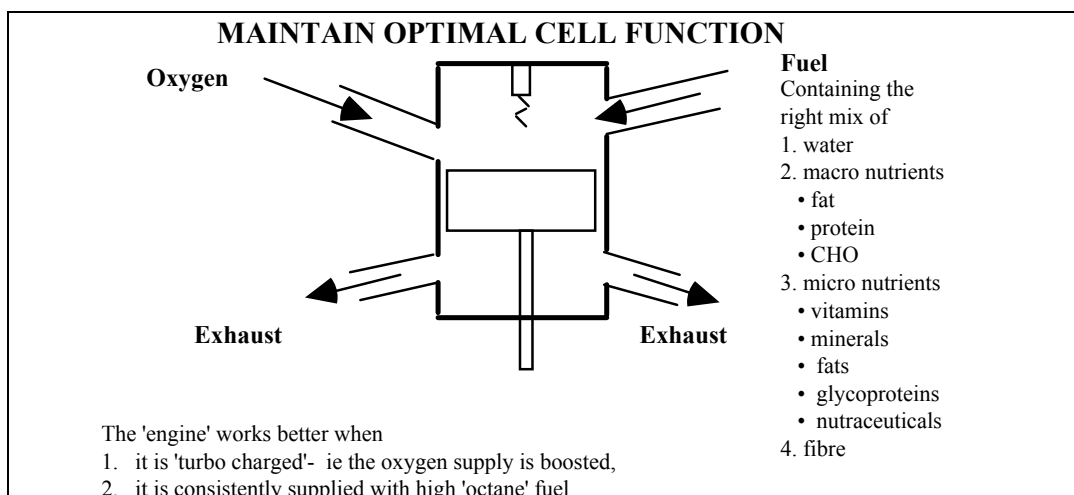 MAINTAIN OPTIMAL CELL FUNCTION
Oxygen
Fuel
Containing the
right mix of
1. water
2. macro nutrients
• fat
• protein
• CHO
3. micro nutrients
• vitamins
• minerals
• fats
• glycoproteins
• nutraceuticals
4. fibre
Exhaust
Exhaust
The 'engine' works better when
1. it is 'turbo charged'- ie the oxygen supply is boosted,
2. it is consistently supplied with high 'octane' fuel